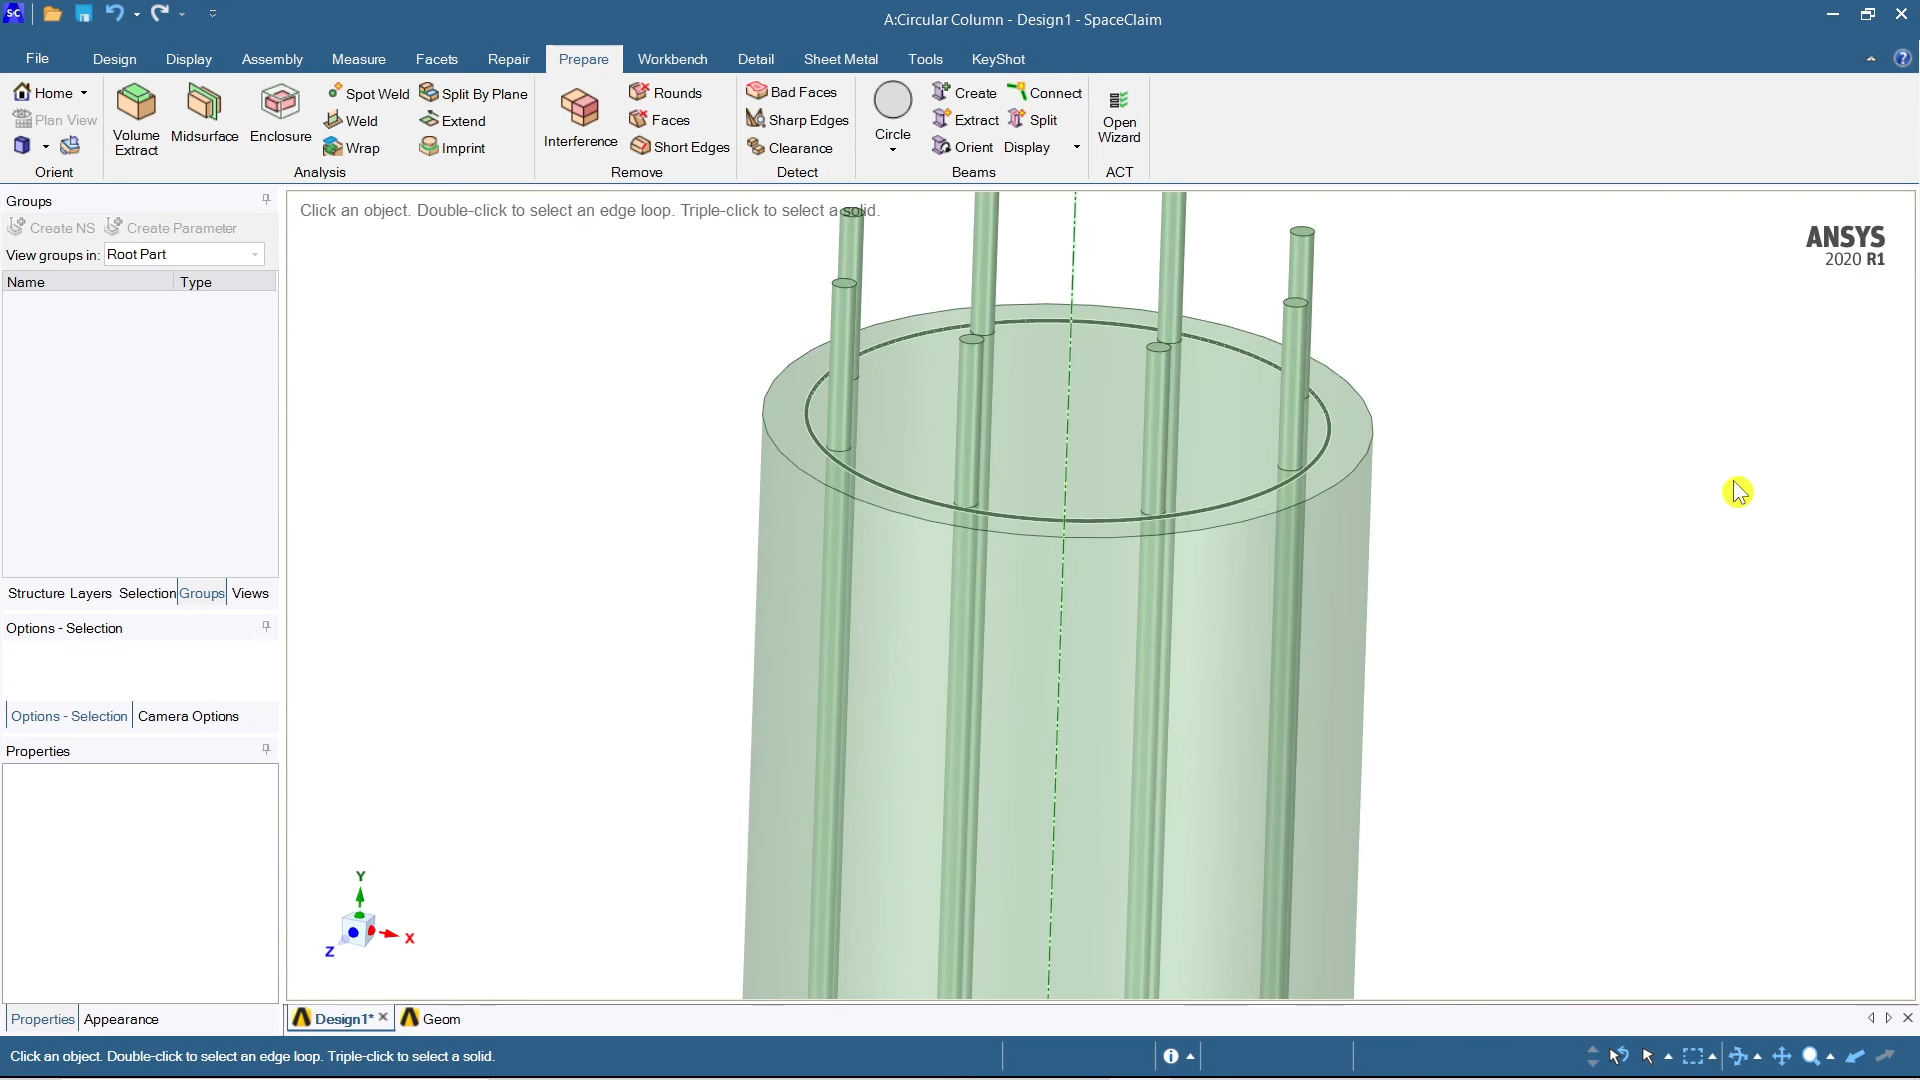 SC
A:Circular Column - Design1 - SpaceClaim
File Design Display Assembly Measure Facets Repair Prepare Workbench Detail Sheet Metal Tools KeyShot
Home
Plan View
Orient
Volume Extract
Midsurface
Enclosure
Spot Weld
Weld
Wrap
Split By Plane
Extend
Imprint
Analysis
Interference
Rounds
Faces
Short Edges
Remove
Bad Faces
Sharp Edges
Clearance
Detect
Circle
Create
Extract
Orient
Connect
Split
Display
Beams
Open Wizard
ACT
Groups
Create NS Create Parameter
View groups in: Root Part
Name Type
Structure Layers Selection Groups Views
Options - Selection
Options - Selection Camera Options
Properties
Properties Appearance
Click an object. Double-click to select an edge loop. Triple-click to select a solid.
ANSYS
2020 R1
Y
X
Z
Design1* Geom
Click an object. Double-click to select an edge loop. Triple-click to select a solid.